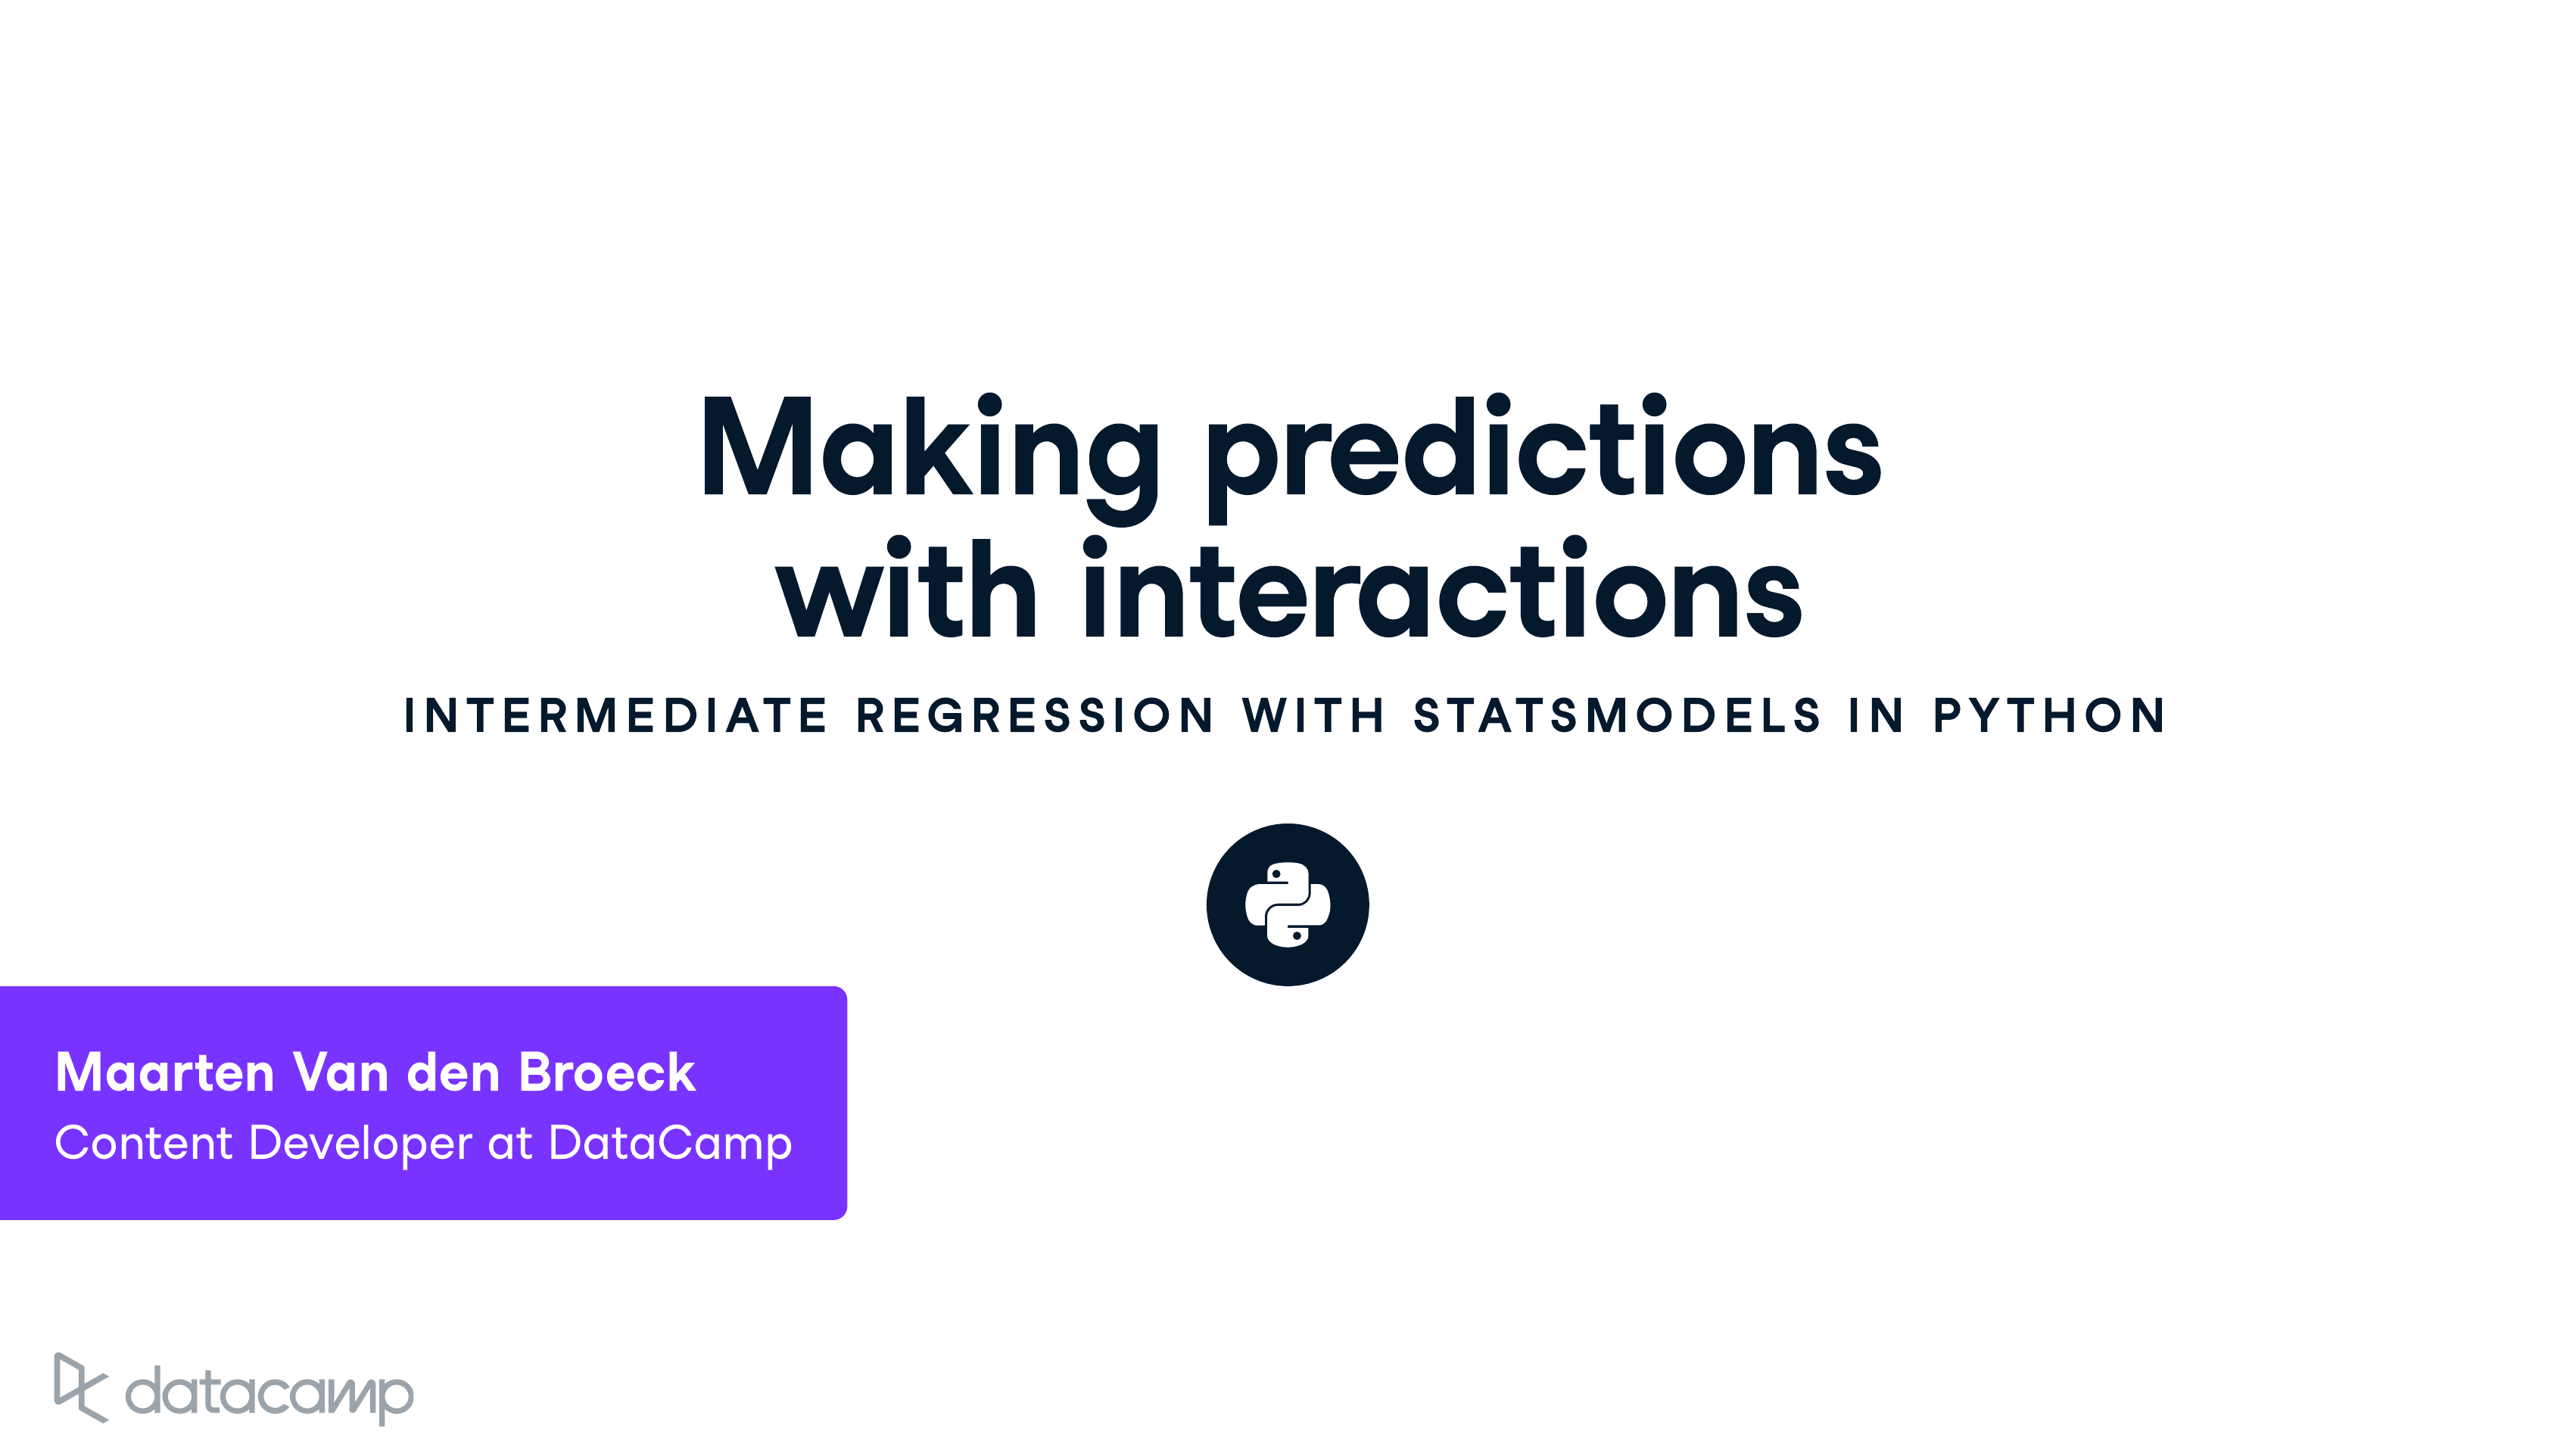 Making predictions
with interactions
INTERMEDIATE REGRESSION WITH STATSMODELS IN PYTHON
Maarten Van den Broeck
Content Developer at DataCamp
datacamp